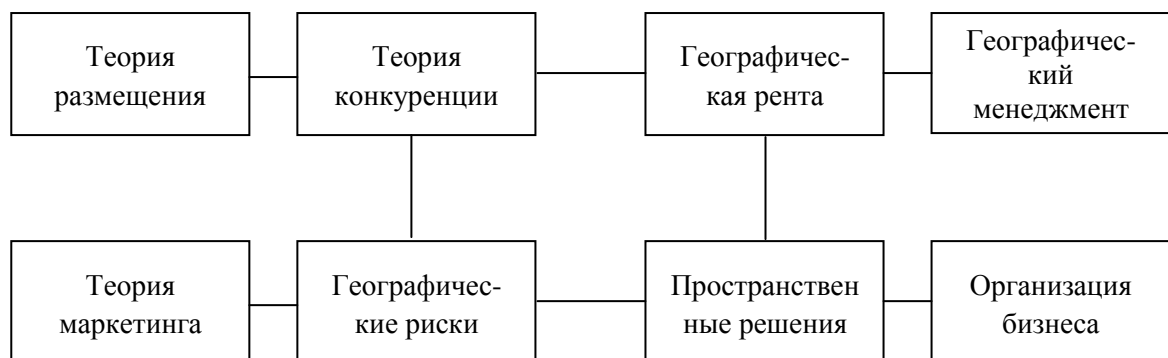 Теория
размещения
Теория
конкуренции
Географичес-
кая рента
Географичес-
кий
менеджмент
Теория
маркетинга
Географичес-
кие риски
Пространствен
ные решения
Организация
бизнеса